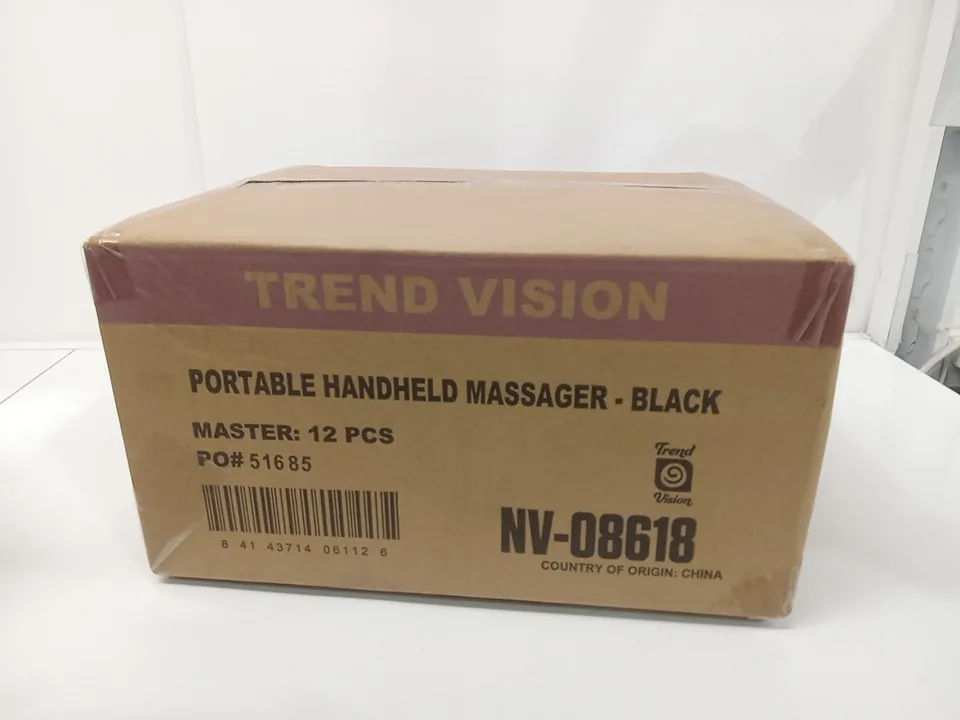 TREND VISION
PORTABLE HANDHELD MASSAGER - BLACK
MASTER: 12 PCS
PO# 51685
Trend
Vision
8 41 43714 06112 6
NV-08618
COUNTRY OF ORIGIN: CHINA